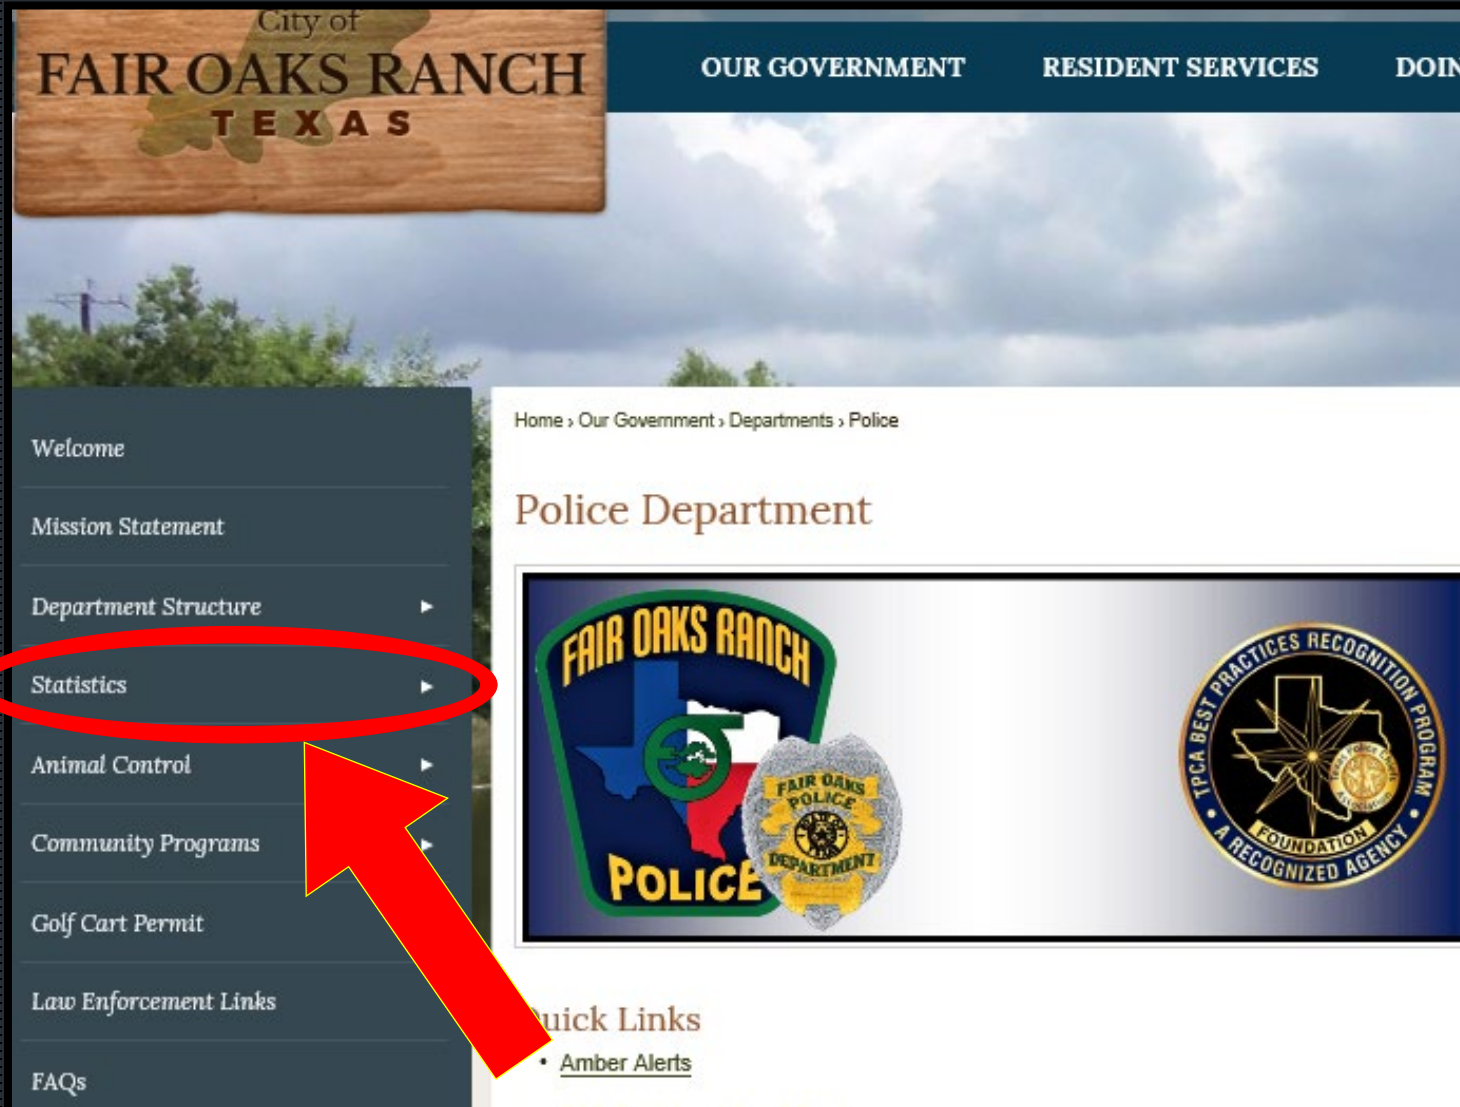 City of
FAIR OAKS RANCH
TEXAS
OUR GOVERNMENT
RESIDENT SERVICES
DOIN
Welcome
Mission Statement
Department Structure
Statistics
Animal Control
Community Programs
Golf Cart Permit
Law Enforcement Links
FAQs
Home › Our Government › Departments › Police
Police Department
FAIR OAKS RANCH
POLICE
FAIR OAKS
POLICE
DEPARTMENT
TPCA BEST PRACTICES RECOGNITION PROGRAM
FOUNDATION
• A RECOGNIZED AGENCY •
uick Links
• Amber Alerts